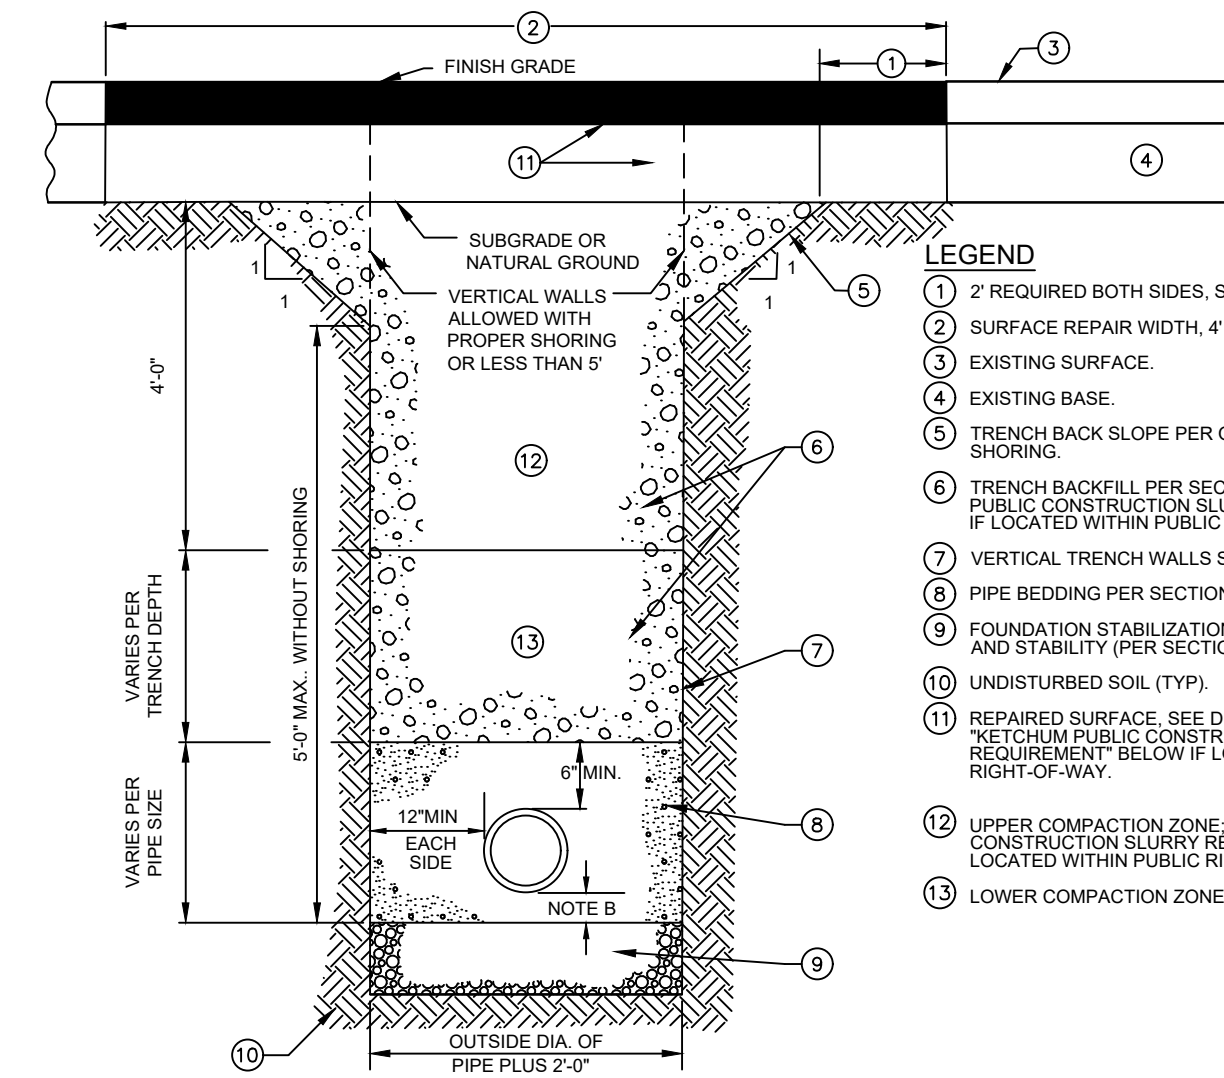 2
FINISH GRADE
1
3
11
4
SUBGRADE OR
NATURAL GROUND
1
1
1
1
VERTICAL WALLS
ALLOWED WITH
PROPER SHORING
OR LESS THAN 5'
5
4'-0"
12
6
5'-0" MAX.. WITHOUT SHORING
VARIES PER
TRENCH DEPTH
13
7
VARIES PER
PIPE SIZE
6" MIN.
12"MIN
EACH
SIDE
8
NOTE B
9
10
OUTSIDE DIA. OF
PIPE PLUS 2'-0"
LEGEND
1 2' REQUIRED BOTH SIDES, S
2 SURFACE REPAIR WIDTH, 4'
3 EXISTING SURFACE.
4 EXISTING BASE.
5 TRENCH BACK SLOPE PER
SHORING.
6 TRENCH BACKFILL PER SEC
PUBLIC CONSTRUCTION SLU
IF LOCATED WITHIN PUBLIC
7 VERTICAL TRENCH WALLS S
8 PIPE BEDDING PER SECTION
9 FOUNDATION STABILIZATION
AND STABILITY (PER SECTIO
10 UNDISTURBED SOIL (TYP).
11 REPAIRED SURFACE, SEE D
"KETCHUM PUBLIC CONSTR
REQUIREMENT" BELOW IF LO
RIGHT-OF-WAY.
12 UPPER COMPACTION ZONE;
CONSTRUCTION SLURRY RE
LOCATED WITHIN PUBLIC RI
13 LOWER COMPACTION ZONE